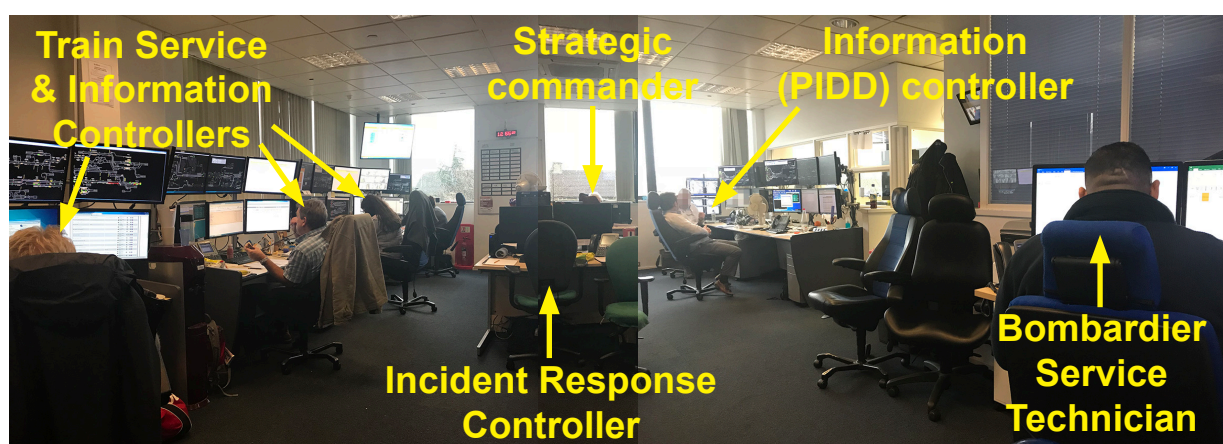 Train Service
& Information
Controllers
Strategic
commander
Information
(PIDD) controller
Incident Response
Controller
Bombardier
Service
Technician